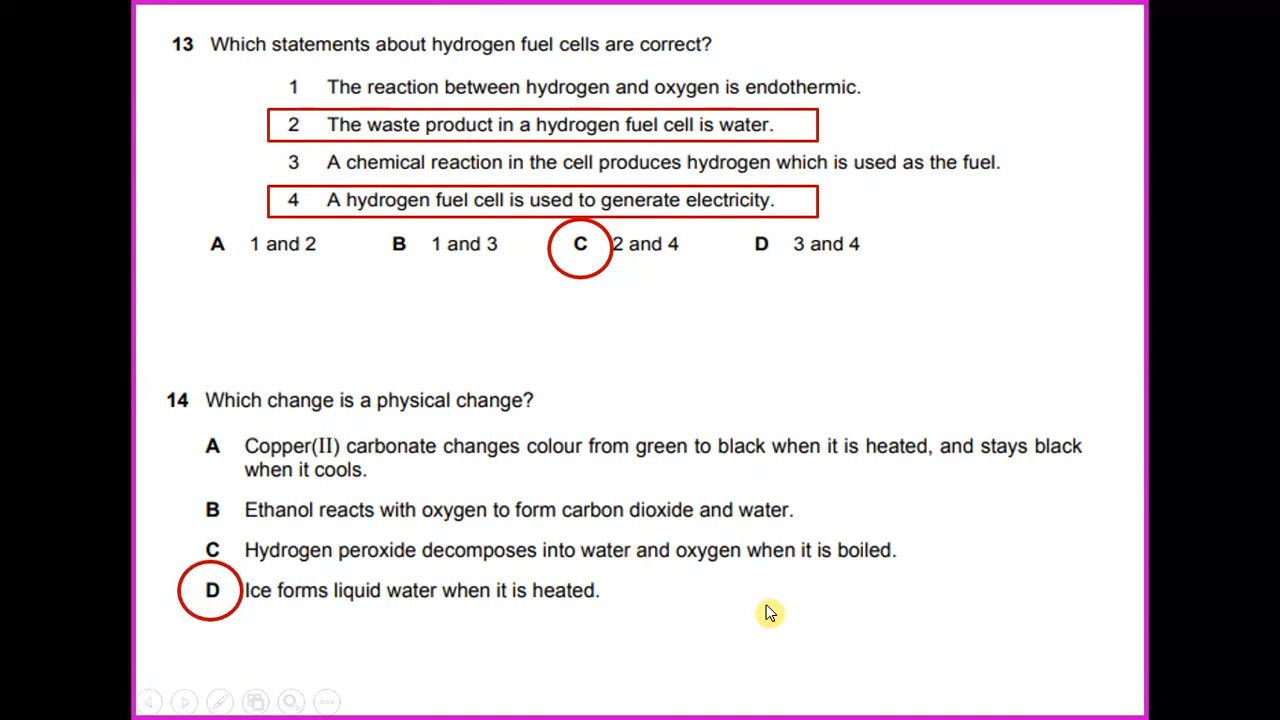 13 Which statements about hydrogen fuel cells are correct?
1 The reaction between hydrogen and oxygen is endothermic.
2 The waste product in a hydrogen fuel cell is water.
3 A chemical reaction in the cell produces hydrogen which is used as the fuel.
4 A hydrogen fuel cell is used to generate electricity.
A 1 and 2 B 1 and 3 C 2 and 4 D 3 and 4
14 Which change is a physical change?
A Copper(II) carbonate changes colour from green to black when it is heated, and stays black
when it cools.
B Ethanol reacts with oxygen to form carbon dioxide and water.
C Hydrogen peroxide decomposes into water and oxygen when it is boiled.
D Ice forms liquid water when it is heated.